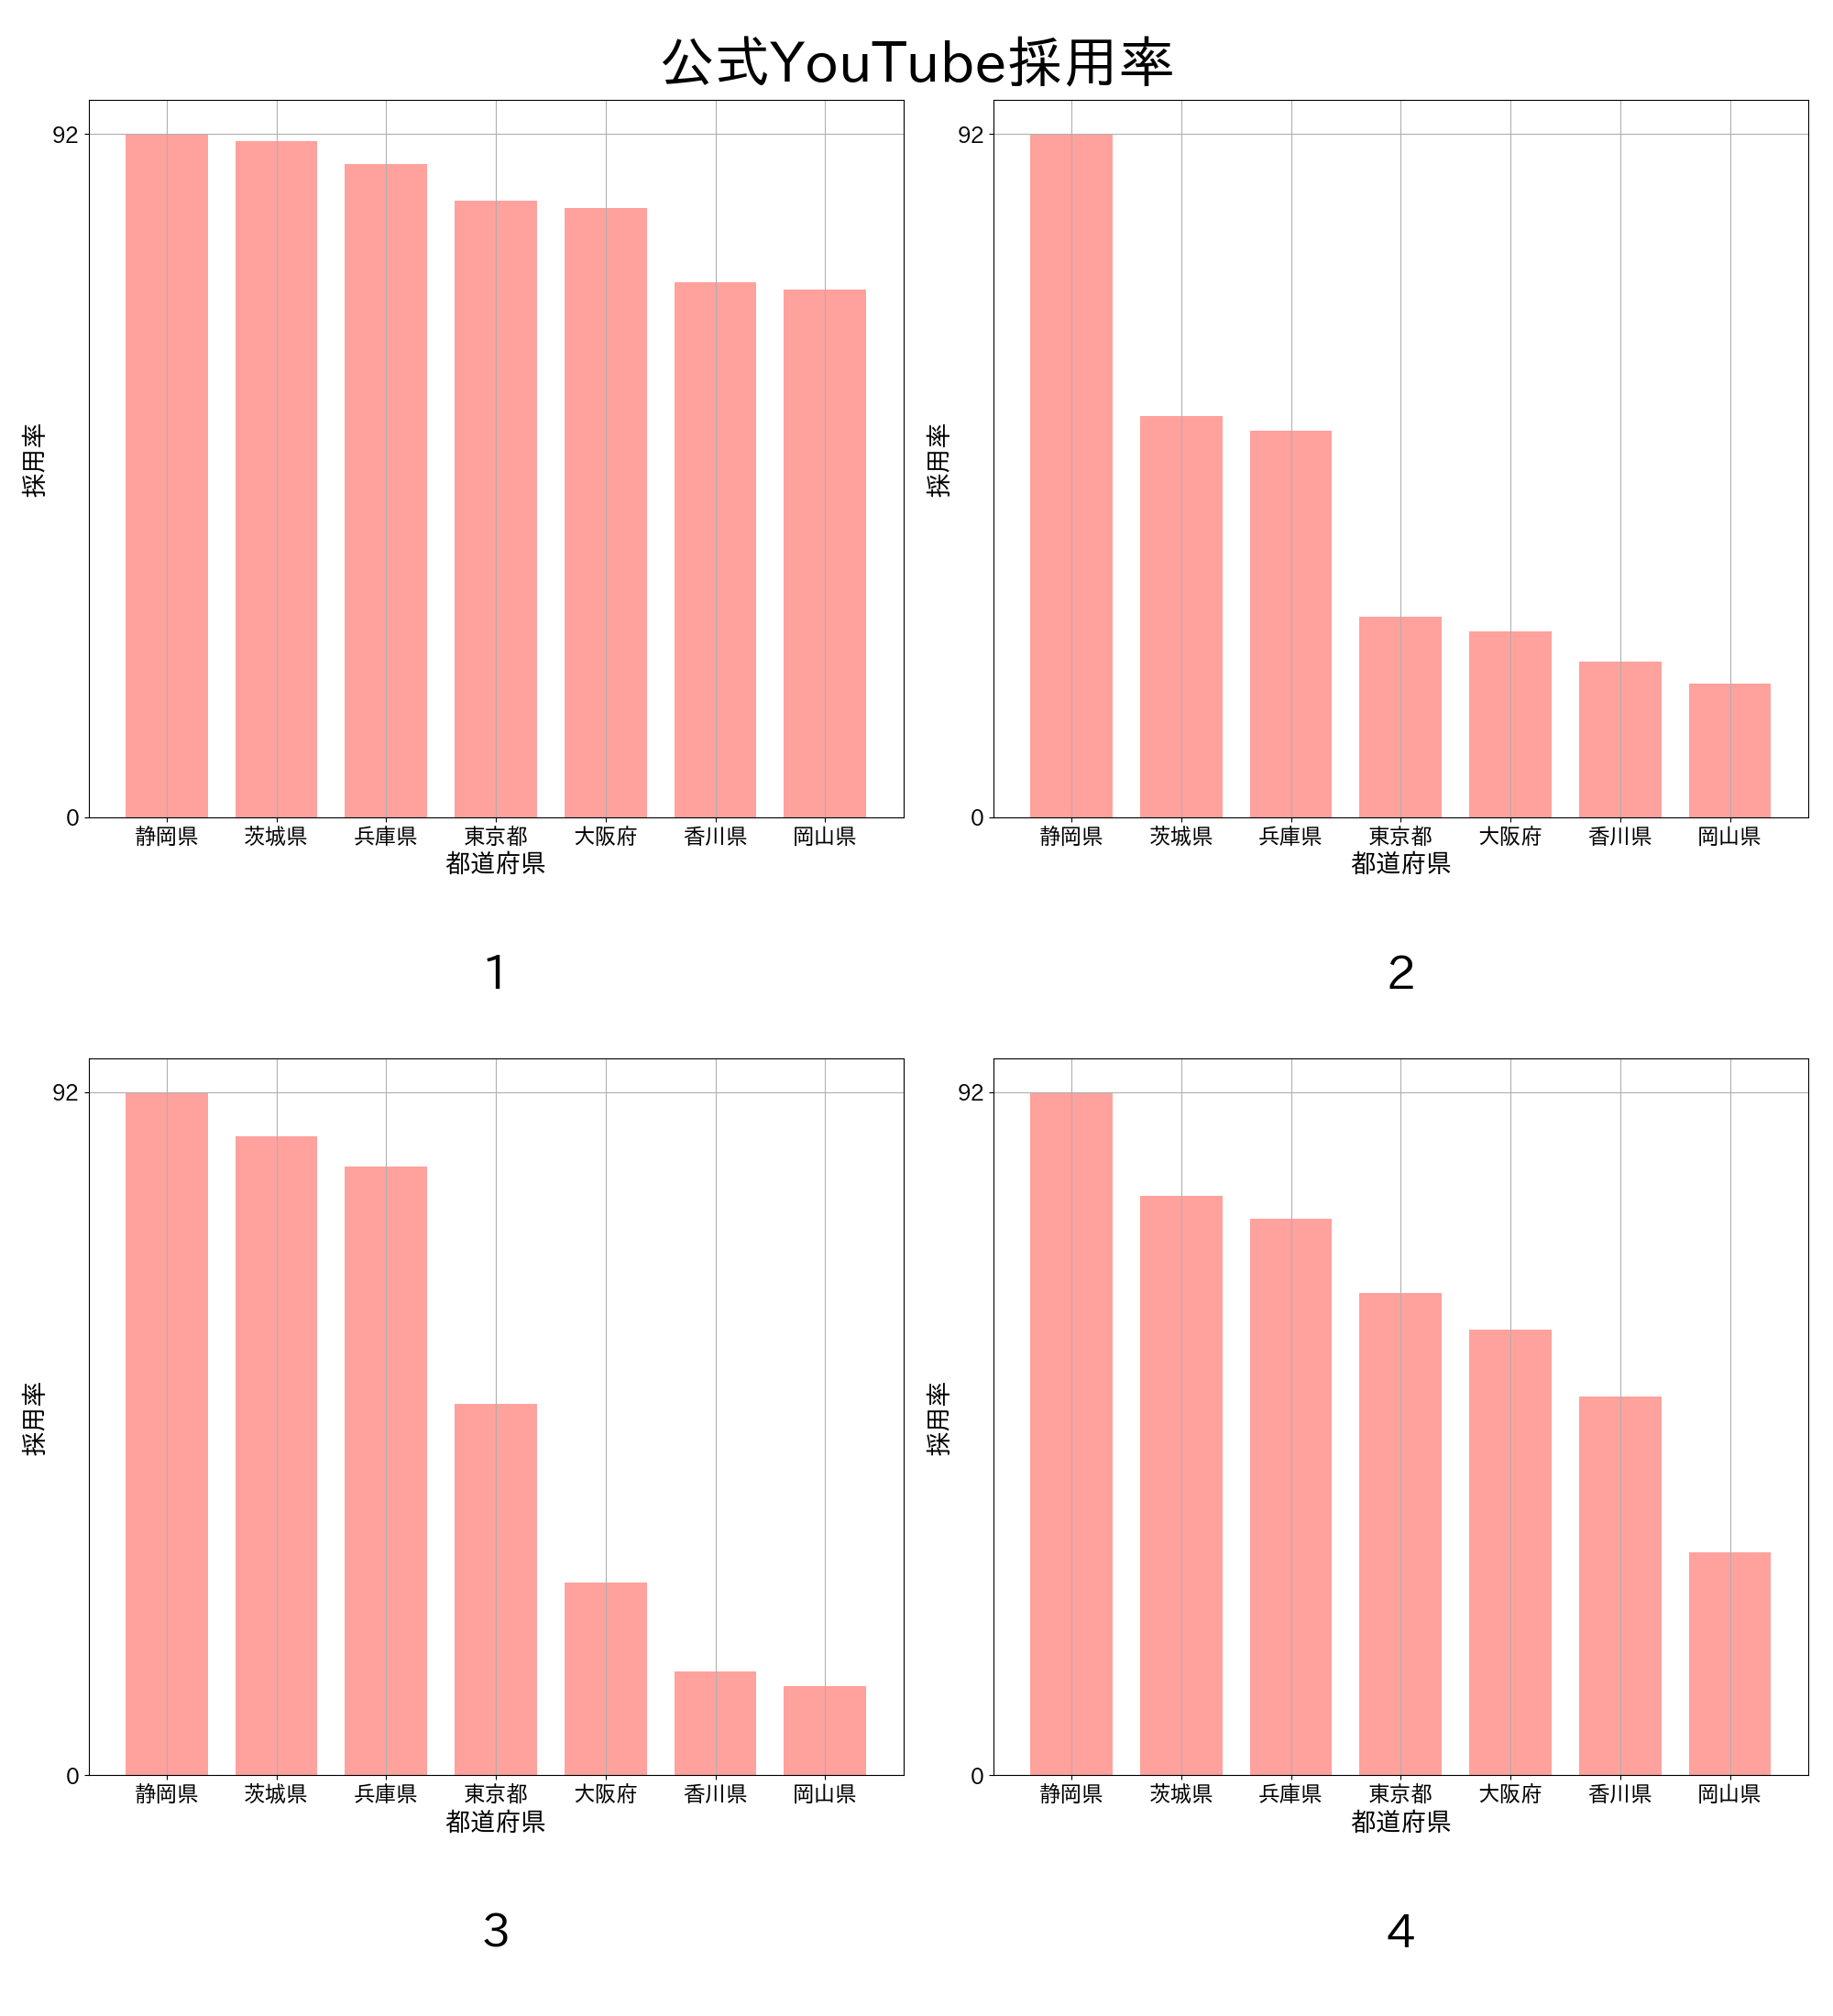 公式YouTube採用率
92
0
採用率
静岡県 茨城県 兵庫県 東京都 大阪府 香川県 岡山県
都道府県
1
92
0
採用率
静岡県 茨城県 兵庫県 東京都 大阪府 香川県 岡山県
都道府県
2
92
0
採用率
静岡県 茨城県 兵庫県 東京都 大阪府 香川県 岡山県
都道府県
3
92
0
採用率
静岡県 茨城県 兵庫県 東京都 大阪府 香川県 岡山県
都道府県
4